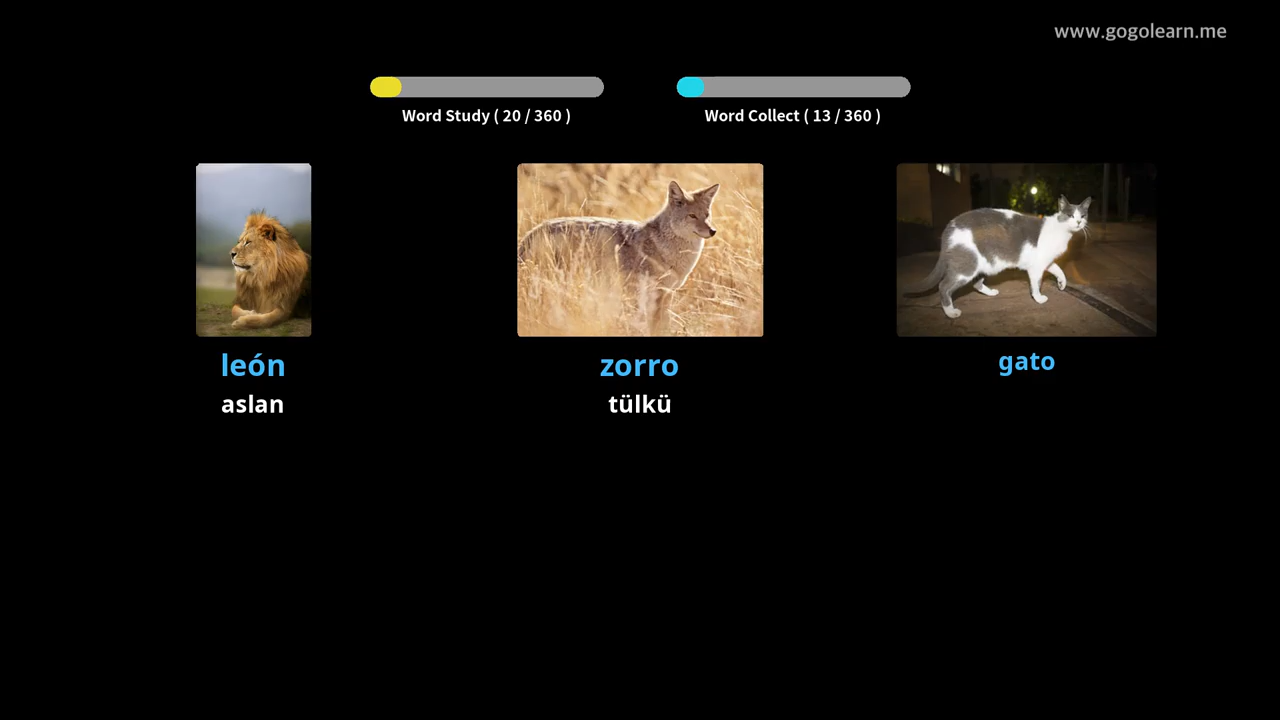 www.gogolearn.me
Word Study ( 20 / 360 )
Word Collect ( 13 / 360 )
león
zorro
gato
aslan
tülkü